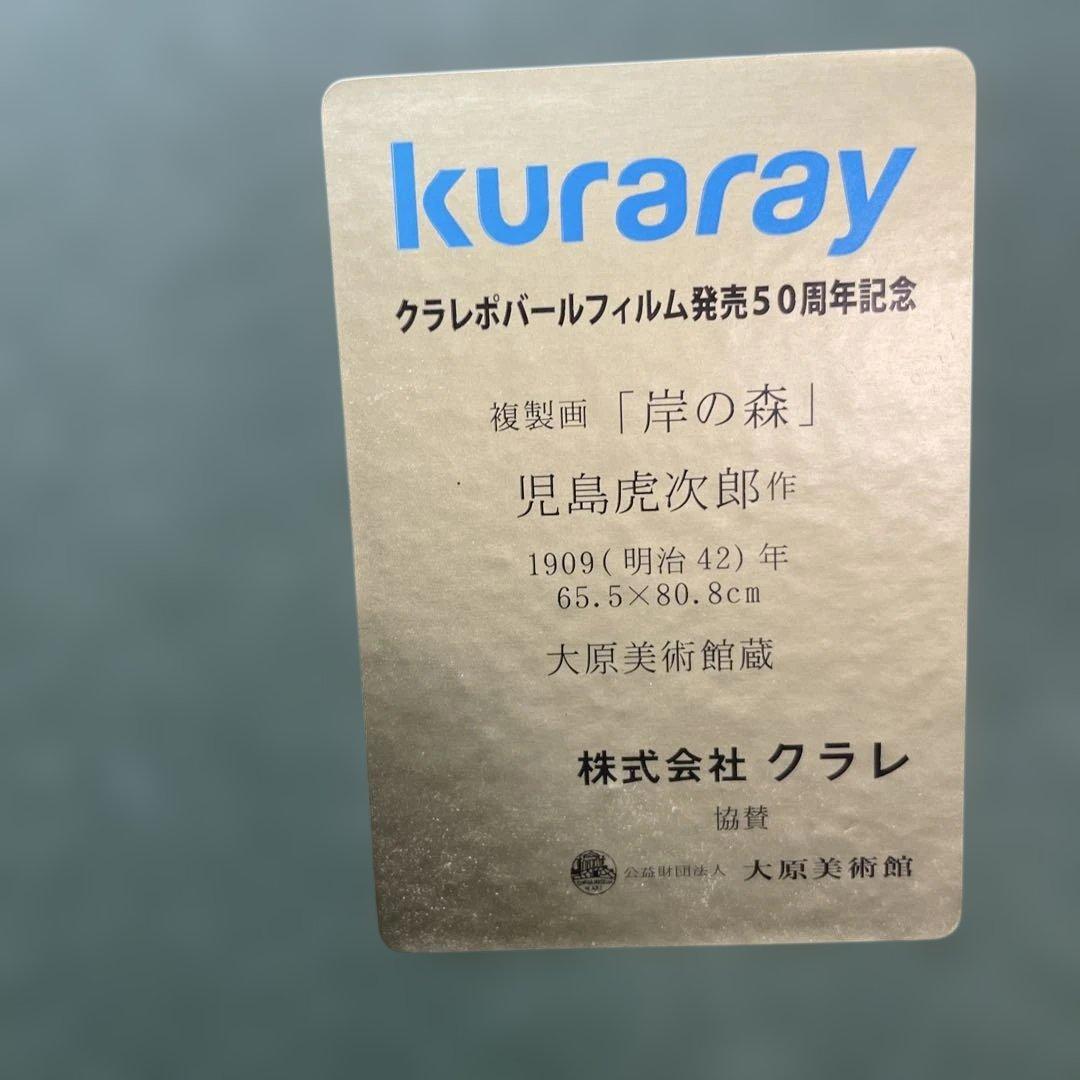 kuraray
クラレポバールフィルム発売50周年記念
複製画「岸の森」
児島虎次郎作
1909(明治42)年
65.5×80.8cm
大原美術館蔵
株式会社 クラレ
協賛
公益財団法人 大原美術館